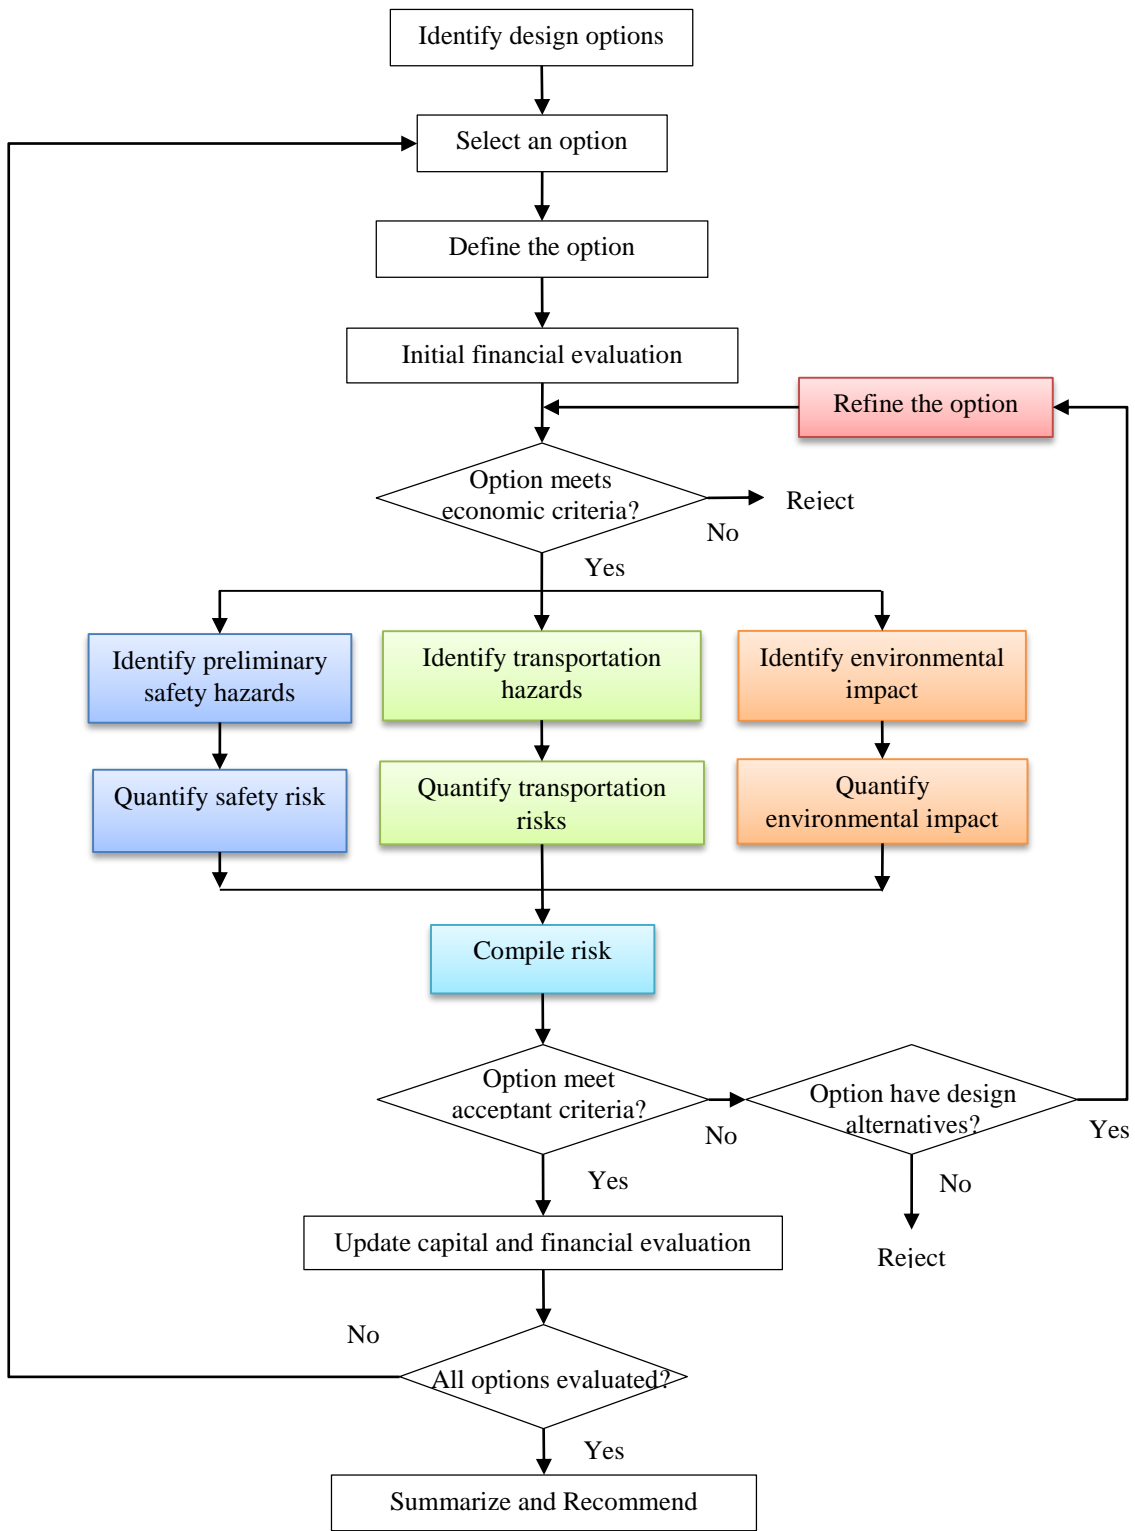 Identify design options
Select an option
Define the option
Initial financial evaluation
Refine the option
Option meets
economic criteria?
Reject
No
Yes
Identify preliminary
safety hazards
Identify transportation
hazards
Identify environmental
impact
Quantify safety risk
Quantify transportation
risks
Quantify
environmental impact
Compile risk
Option meet
acceptant criteria?
No
Option have design
alternatives?
Yes
Yes
No
Reject
Update capital and financial evaluation
No
All options evaluated?
Yes
Summarize and Recommend